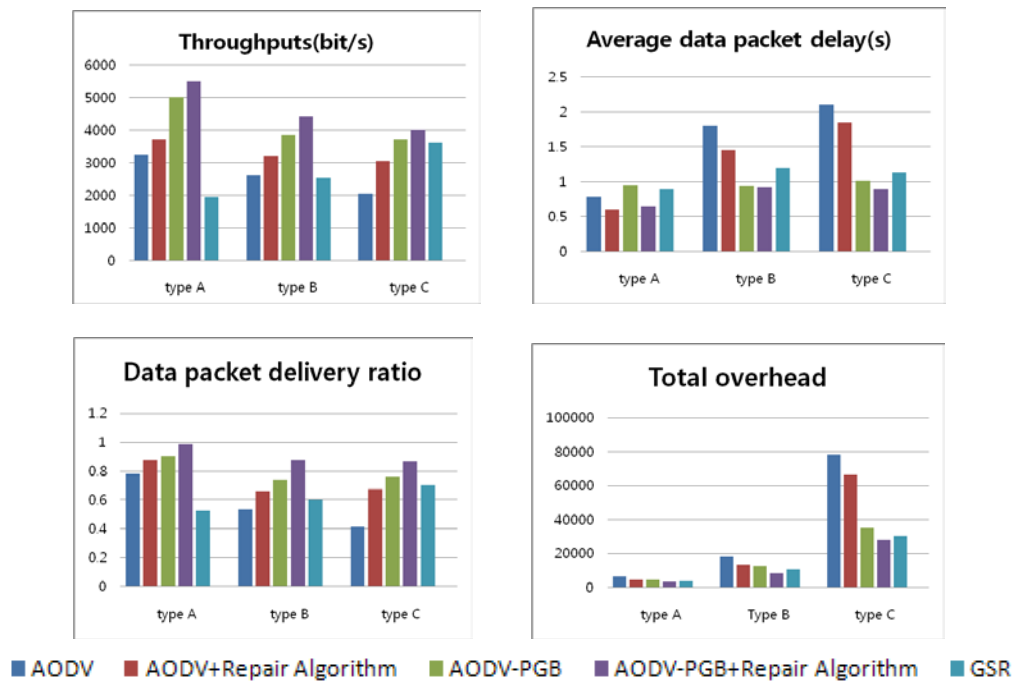 Throughputs(bit/s)
6000
5000
4000
3000
2000
1000
0
type A type B type C
Average data packet delay(s)
2.5
2
1.5
1
0.5
0
type A type B type C
Data packet delivery ratio
1.2
1
0.8
0.6
0.4
0.2
0
type A type B type C
Total overhead
100000
80000
60000
40000
20000
0
type A Type B type C
AODV AODV+Repair Algorithm AODV-PGB AODV-PGB+Repair Algorithm GSR